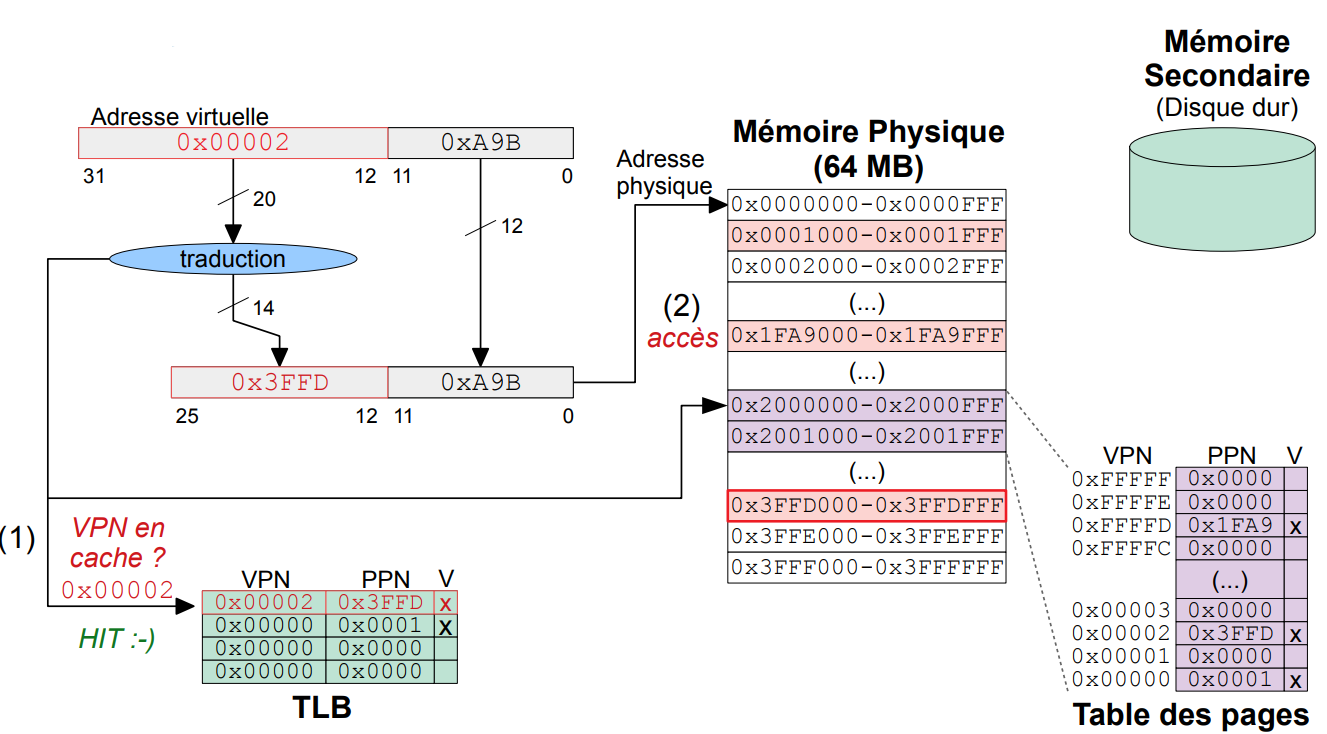 Mémoire
Secondaire
(Disque dur)
Adresse virtuelle
0x00002 0xA9B
31 12 11 0
20
12
traduction
14
0x3FFD 0xA9B
25 12 11 0
Adresse
physique
Mémoire Physique
(64 MB)
0x0000000-0x0000FFF
0x0001000-0x0001FFF
0x0002000-0x0002FFF
(...)
0x1FA9000-0x1FA9FFF
(...)
0x2000000-0x2000FFF
0x2001000-0x2001FFF
(...)
0x3FFD000-0x3FFDFFF
0x3FFE000-0x3FFEFFF
0x3FFF000-0x3FFFFFF
(2)
accès
(1)
VPN en
cache ?
0x00002
HIT :-)
VPN PPN V
0x00002 0x3FFD x
0x00000 0x0001 x
0x00000 0x0000
0x00000 0x0000
TLB
VPN PPN V
0xFFFFF 0x0000
0xFFFFE 0x0000
0xFFFFD 0x1FA9 x
0xFFFFC 0x0000
(...)
0x00003 0x0000
0x00002 0x3FFD x
0x00001 0x0000
0x00000 0x0001 x
Table des pages